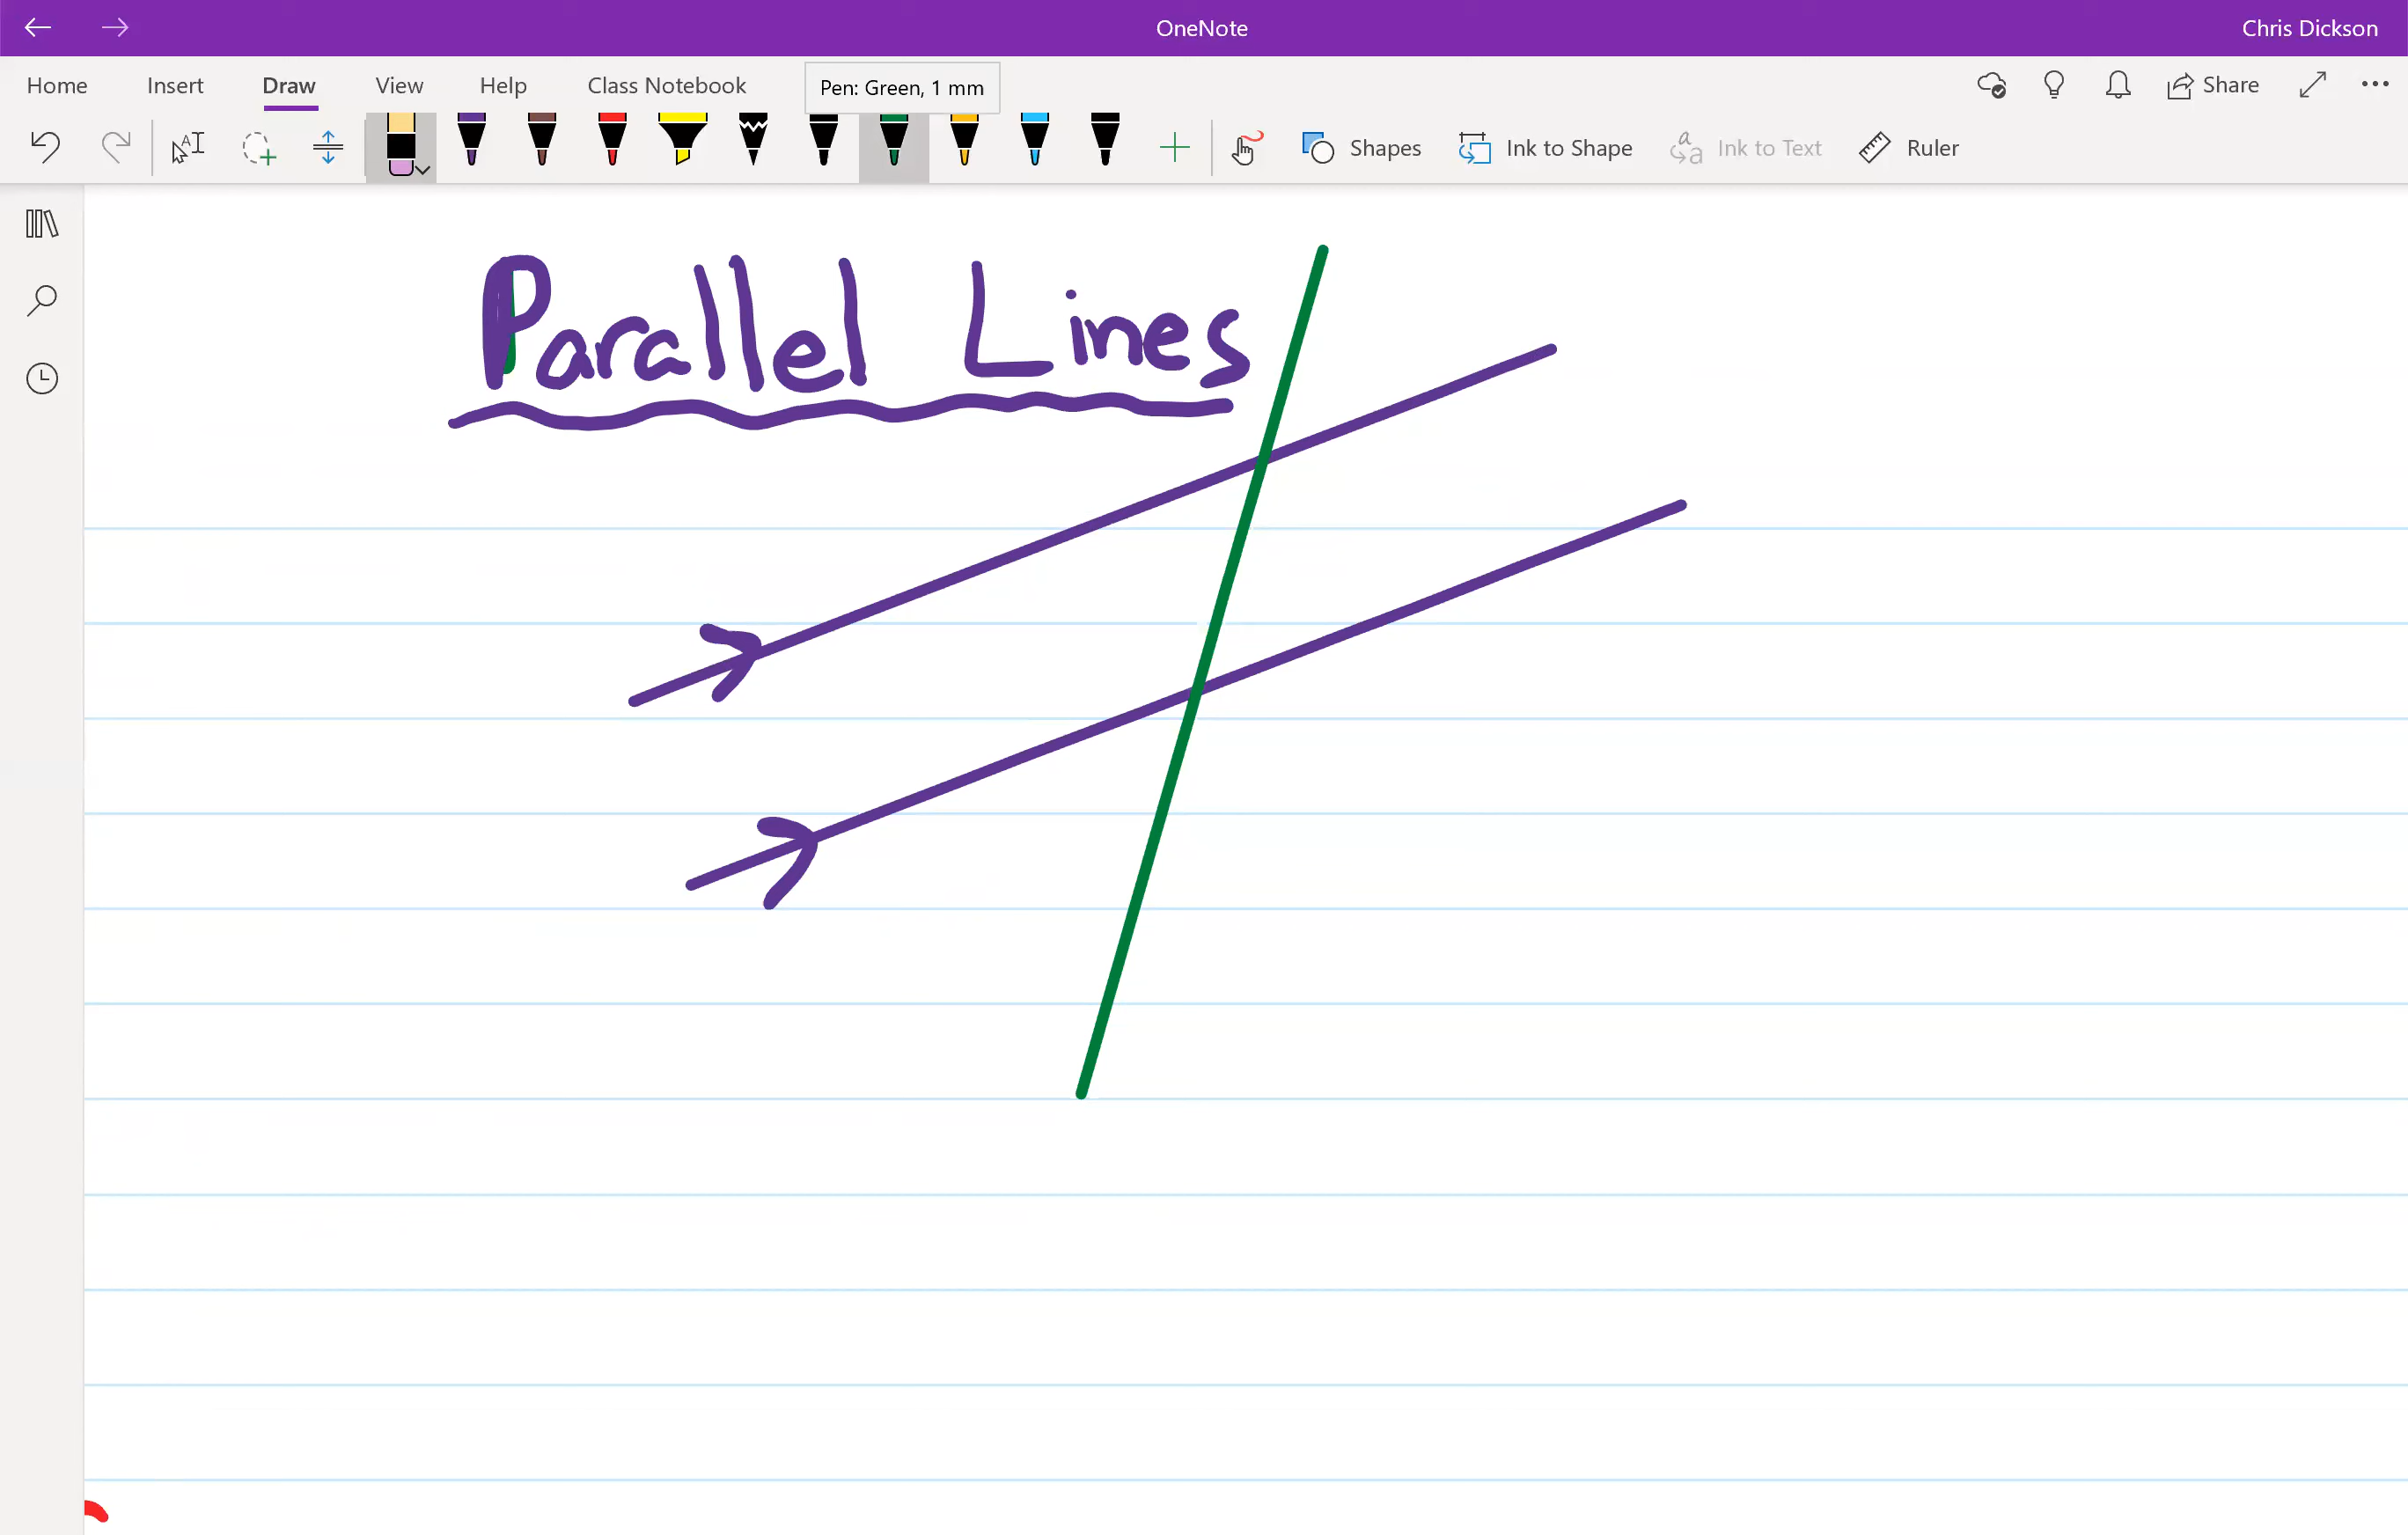 OneNote
Chris Dickson
Home Insert Draw View Help Class Notebook Pen: Green, 1 mm Share
Shapes Ink to Shape Ink to Text Ruler
Parallel Lines